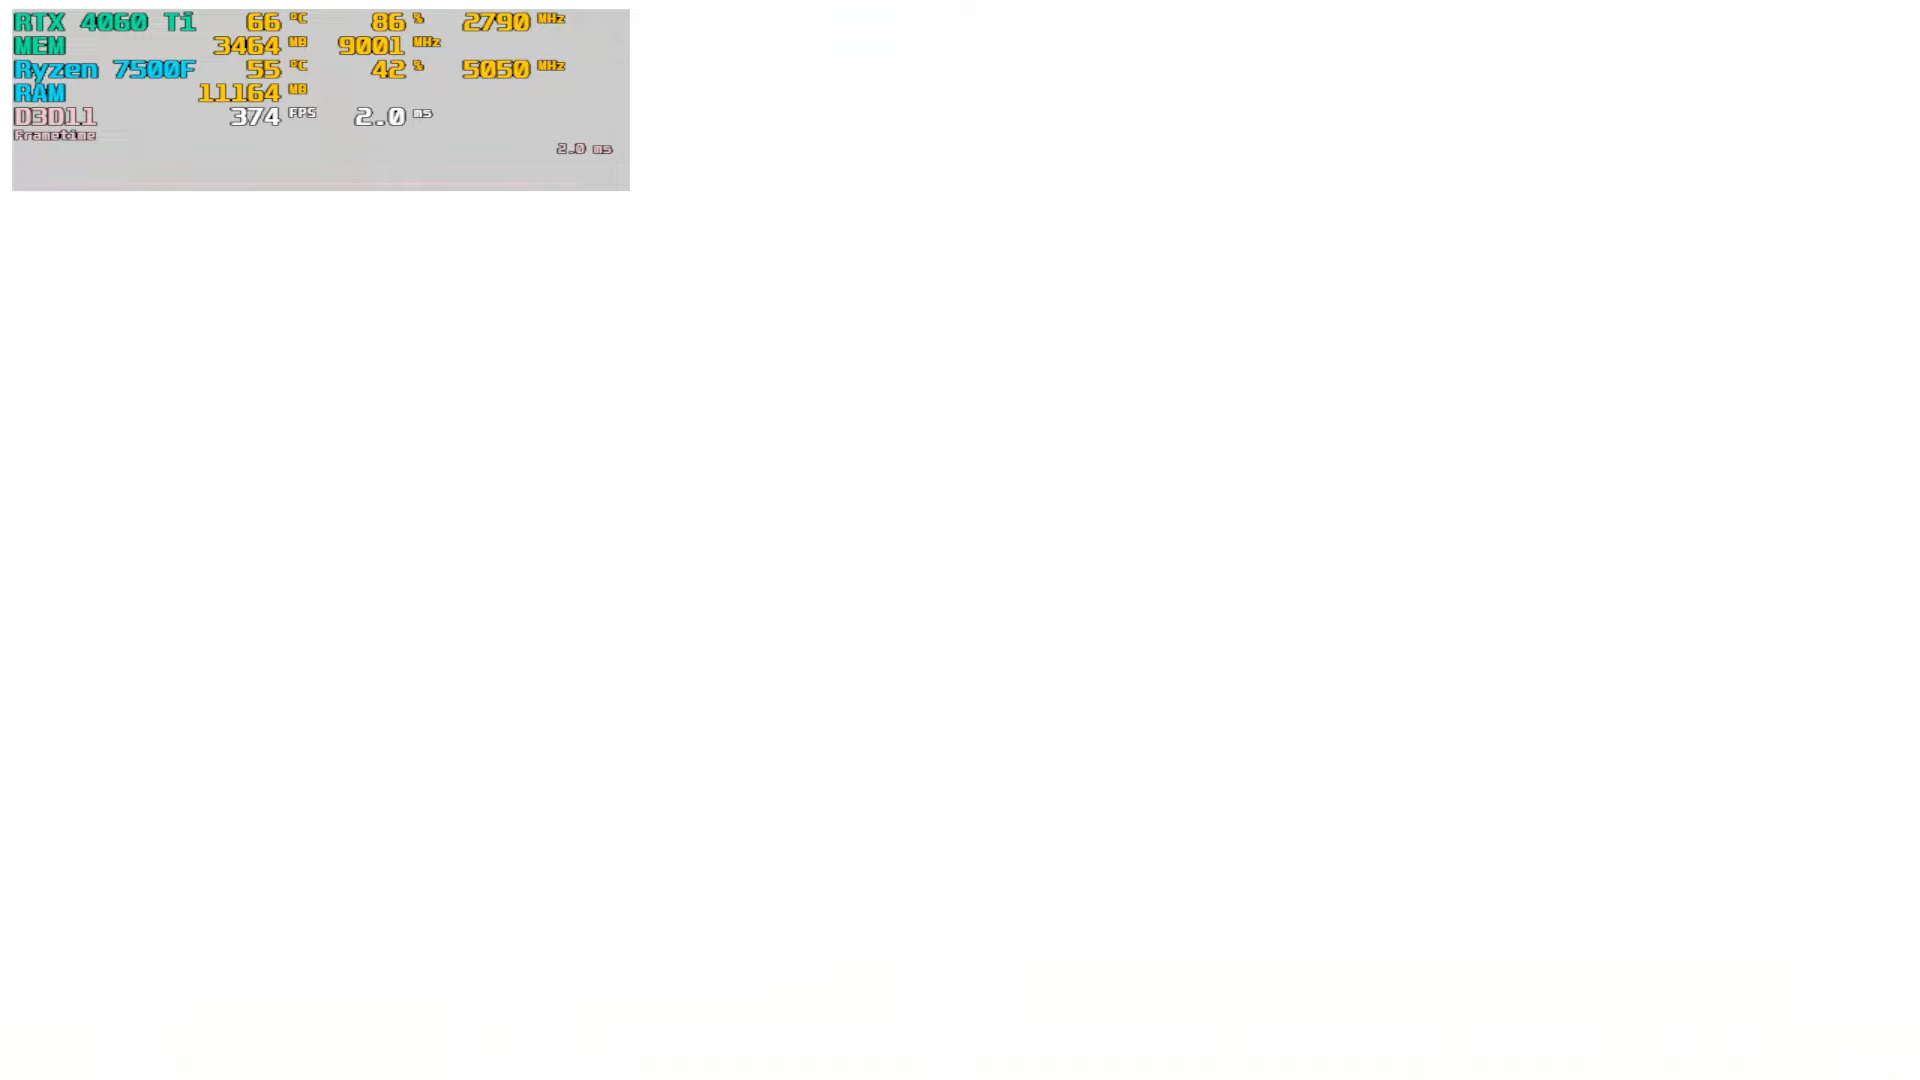 RTX 4060 Ti 66 °C 86 % 2790 MHz
MEM 3464 MB 9001 MHz
Ryzen 7500F 55 °C 42 % 5050 MHz
RAM 11164 MB
D3D11 374 FPS 2.0 ms
Frametime
2.0 ms